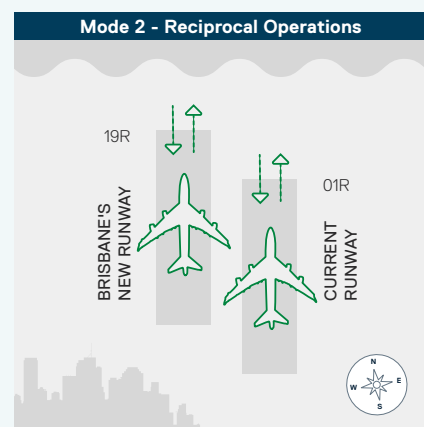 Mode 2 - Reciprocal Operations
19R
01R
BRISBANE'S
NEW RUNWAY
CURRENT
RUNWAY
N
W
E
S